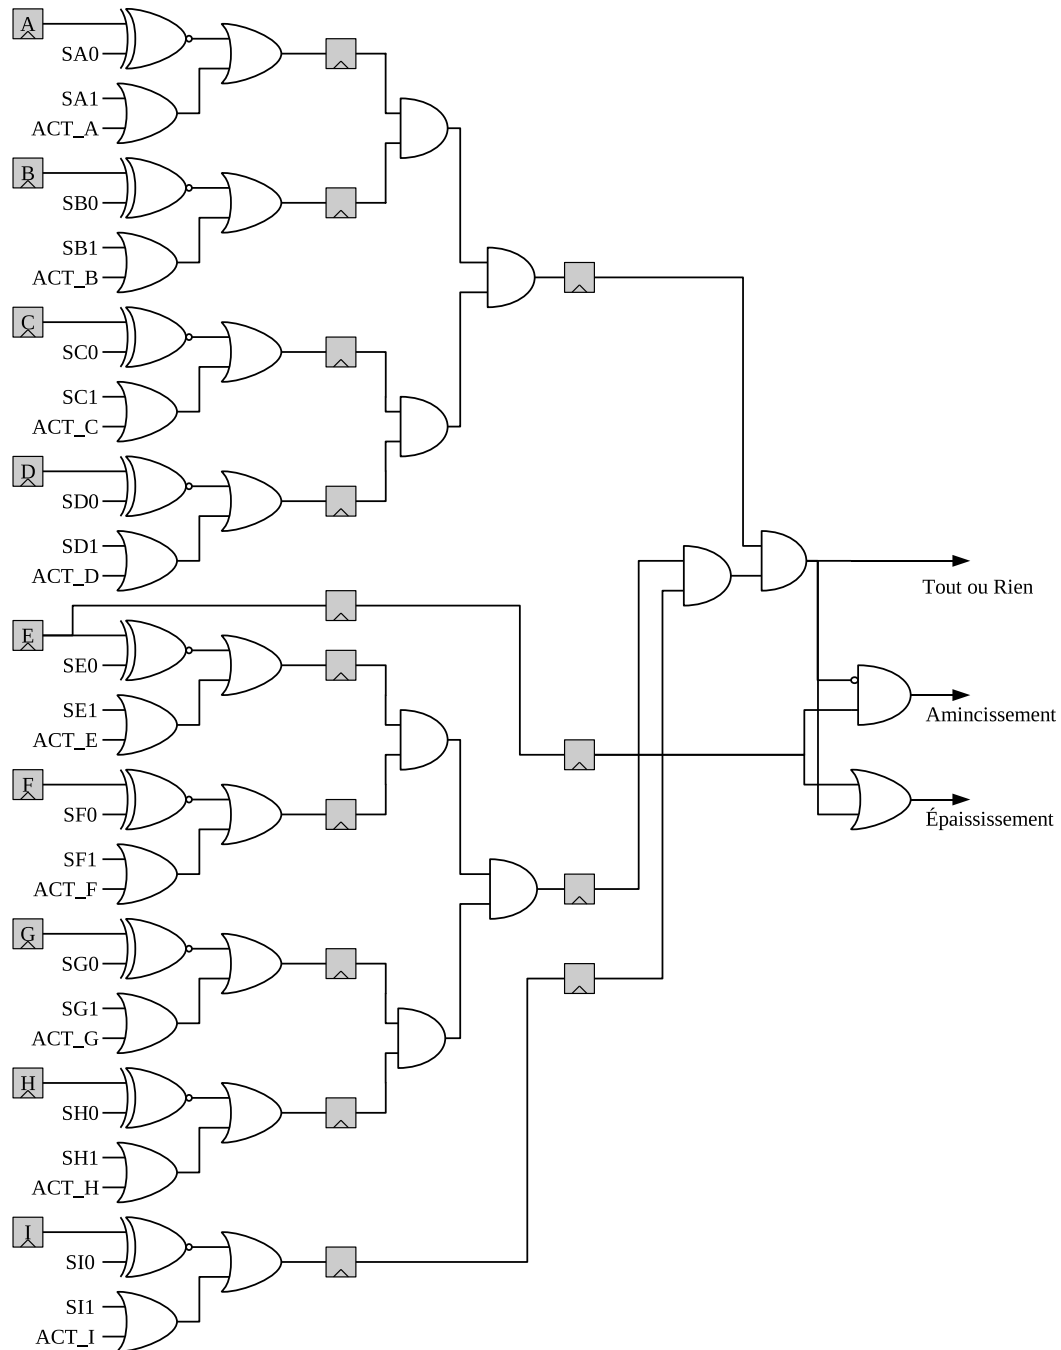 A
SA0
SA1
ACT_A
B
SB0
SB1
ACT_B
C
SC0
SC1
ACT_C
D
SD0
SD1
ACT_D
Tout ou Rien
E
SE0
SE1
ACT_E
Amincissement
F
SF0
SF1
ACT_F
Épaississement
G
SG0
SG1
ACT_G
H
SH0
SH1
ACT_H
I
SI0
SI1
ACT_I